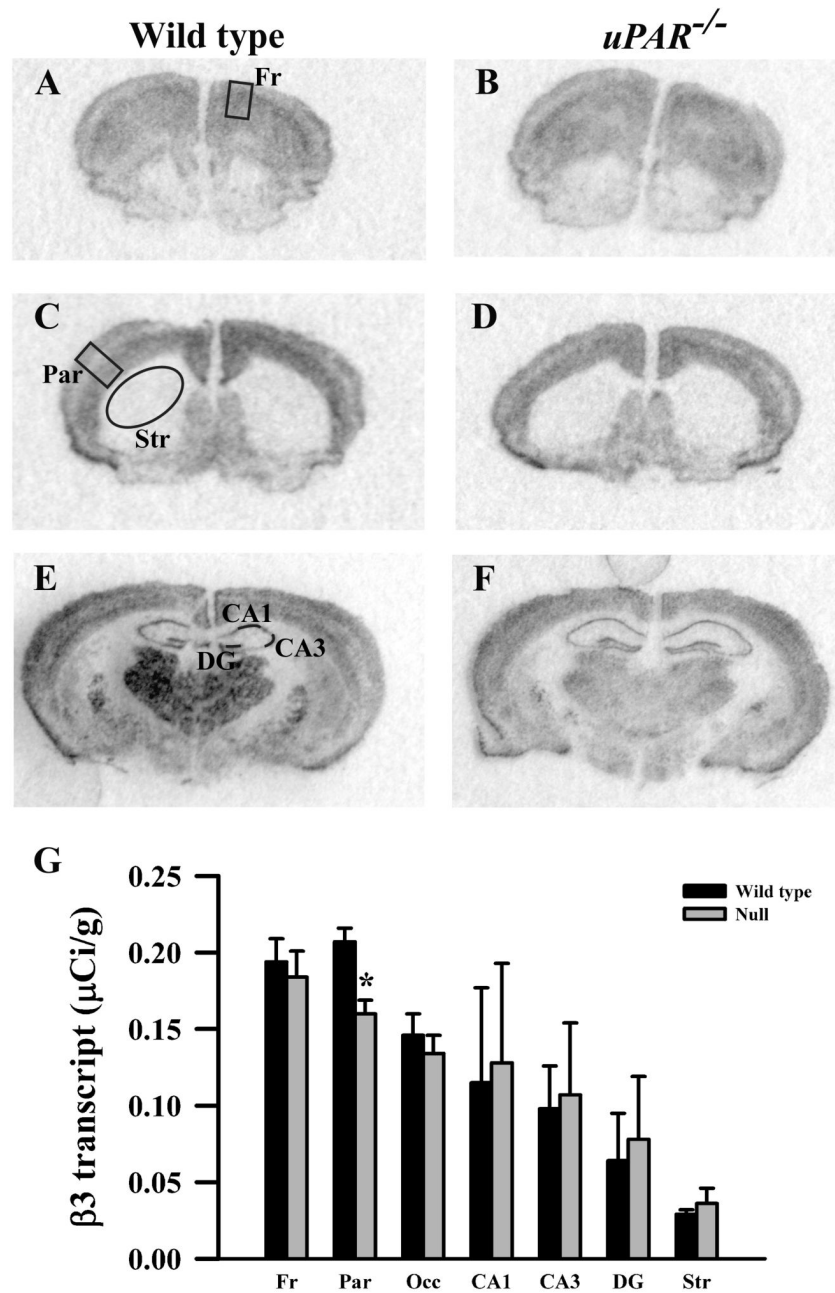 Wild type
uPAR-/-
A
Fr
B
C
Par
Str
D
E
CA1
CA3
DG
F
G
β3 transcript (μCi/g)
0.25
0.20
0.15
0.10
0.05
0.00
*
Wild type
Null
Fr Par Occ CA1 CA3 DG Str